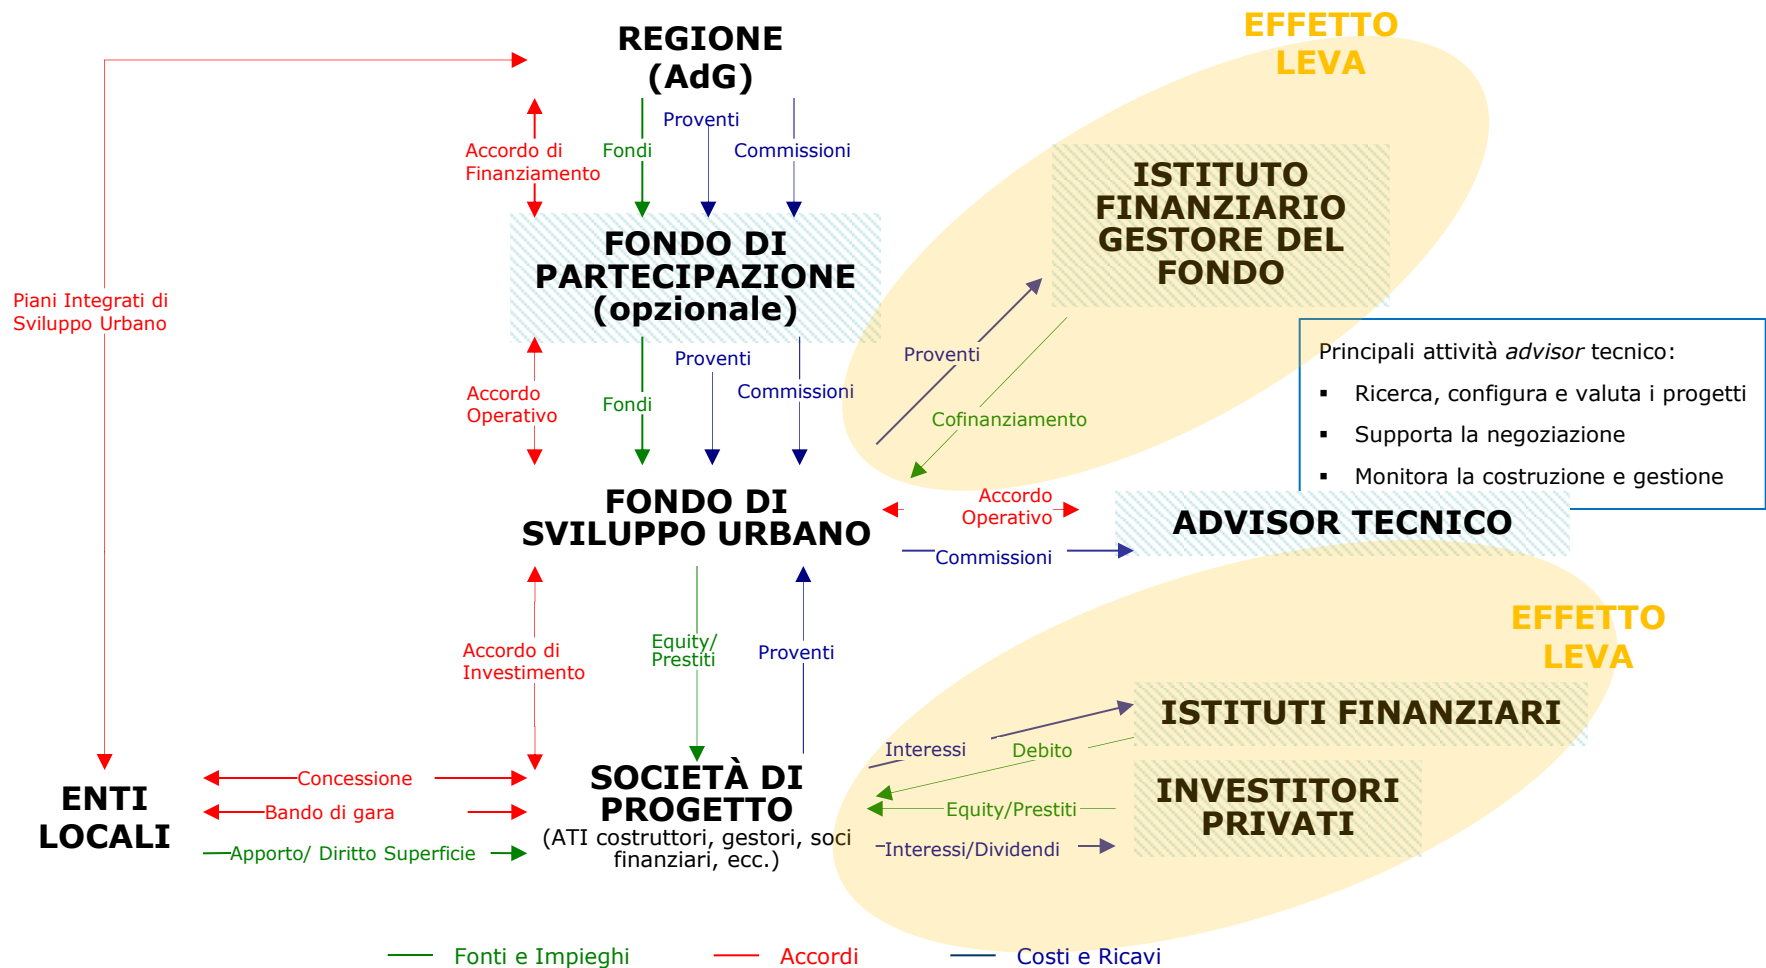 EFFETTO
LEVA
REGIONE
(AdG)
Proventi
Accordo di
Finanziamento
Fondi
Commissioni
ISTITUTO
FINANZIARIO
GESTORE DEL
FONDO
FONDO DI
PARTECIPAZIONE
(opzionale)
Piani Integrati di
Sviluppo Urbano
Proventi
Proventi
Accordo
Operativo
Fondi
Commissioni
Cofinanziamento
Principali attività advisor tecnico:
▪ Ricerca, configura e valuta i progetti
▪ Supporta la negoziazione
▪ Monitora la costruzione e gestione
FONDO DI
SVILUPPO URBANO
Accordo
Operativo
ADVISOR TECNICO
Commissioni
EFFETTO
LEVA
Accordo di
Investimento
Equity/
Prestiti
Proventi
ISTITUTI FINANZIARI
Interessi
Debito
ENTI
LOCALI
Concessione
Bando di gara
Apporto/ Diritto Superficie
SOCIETÀ DI
PROGETTO
(ATI costruttori, gestori, soci
finanziari, ecc.)
Equity/Prestiti
Interessi/Dividendi
INVESTITORI
PRIVATI
Fonti e Impieghi
Accordi
Costi e Ricavi